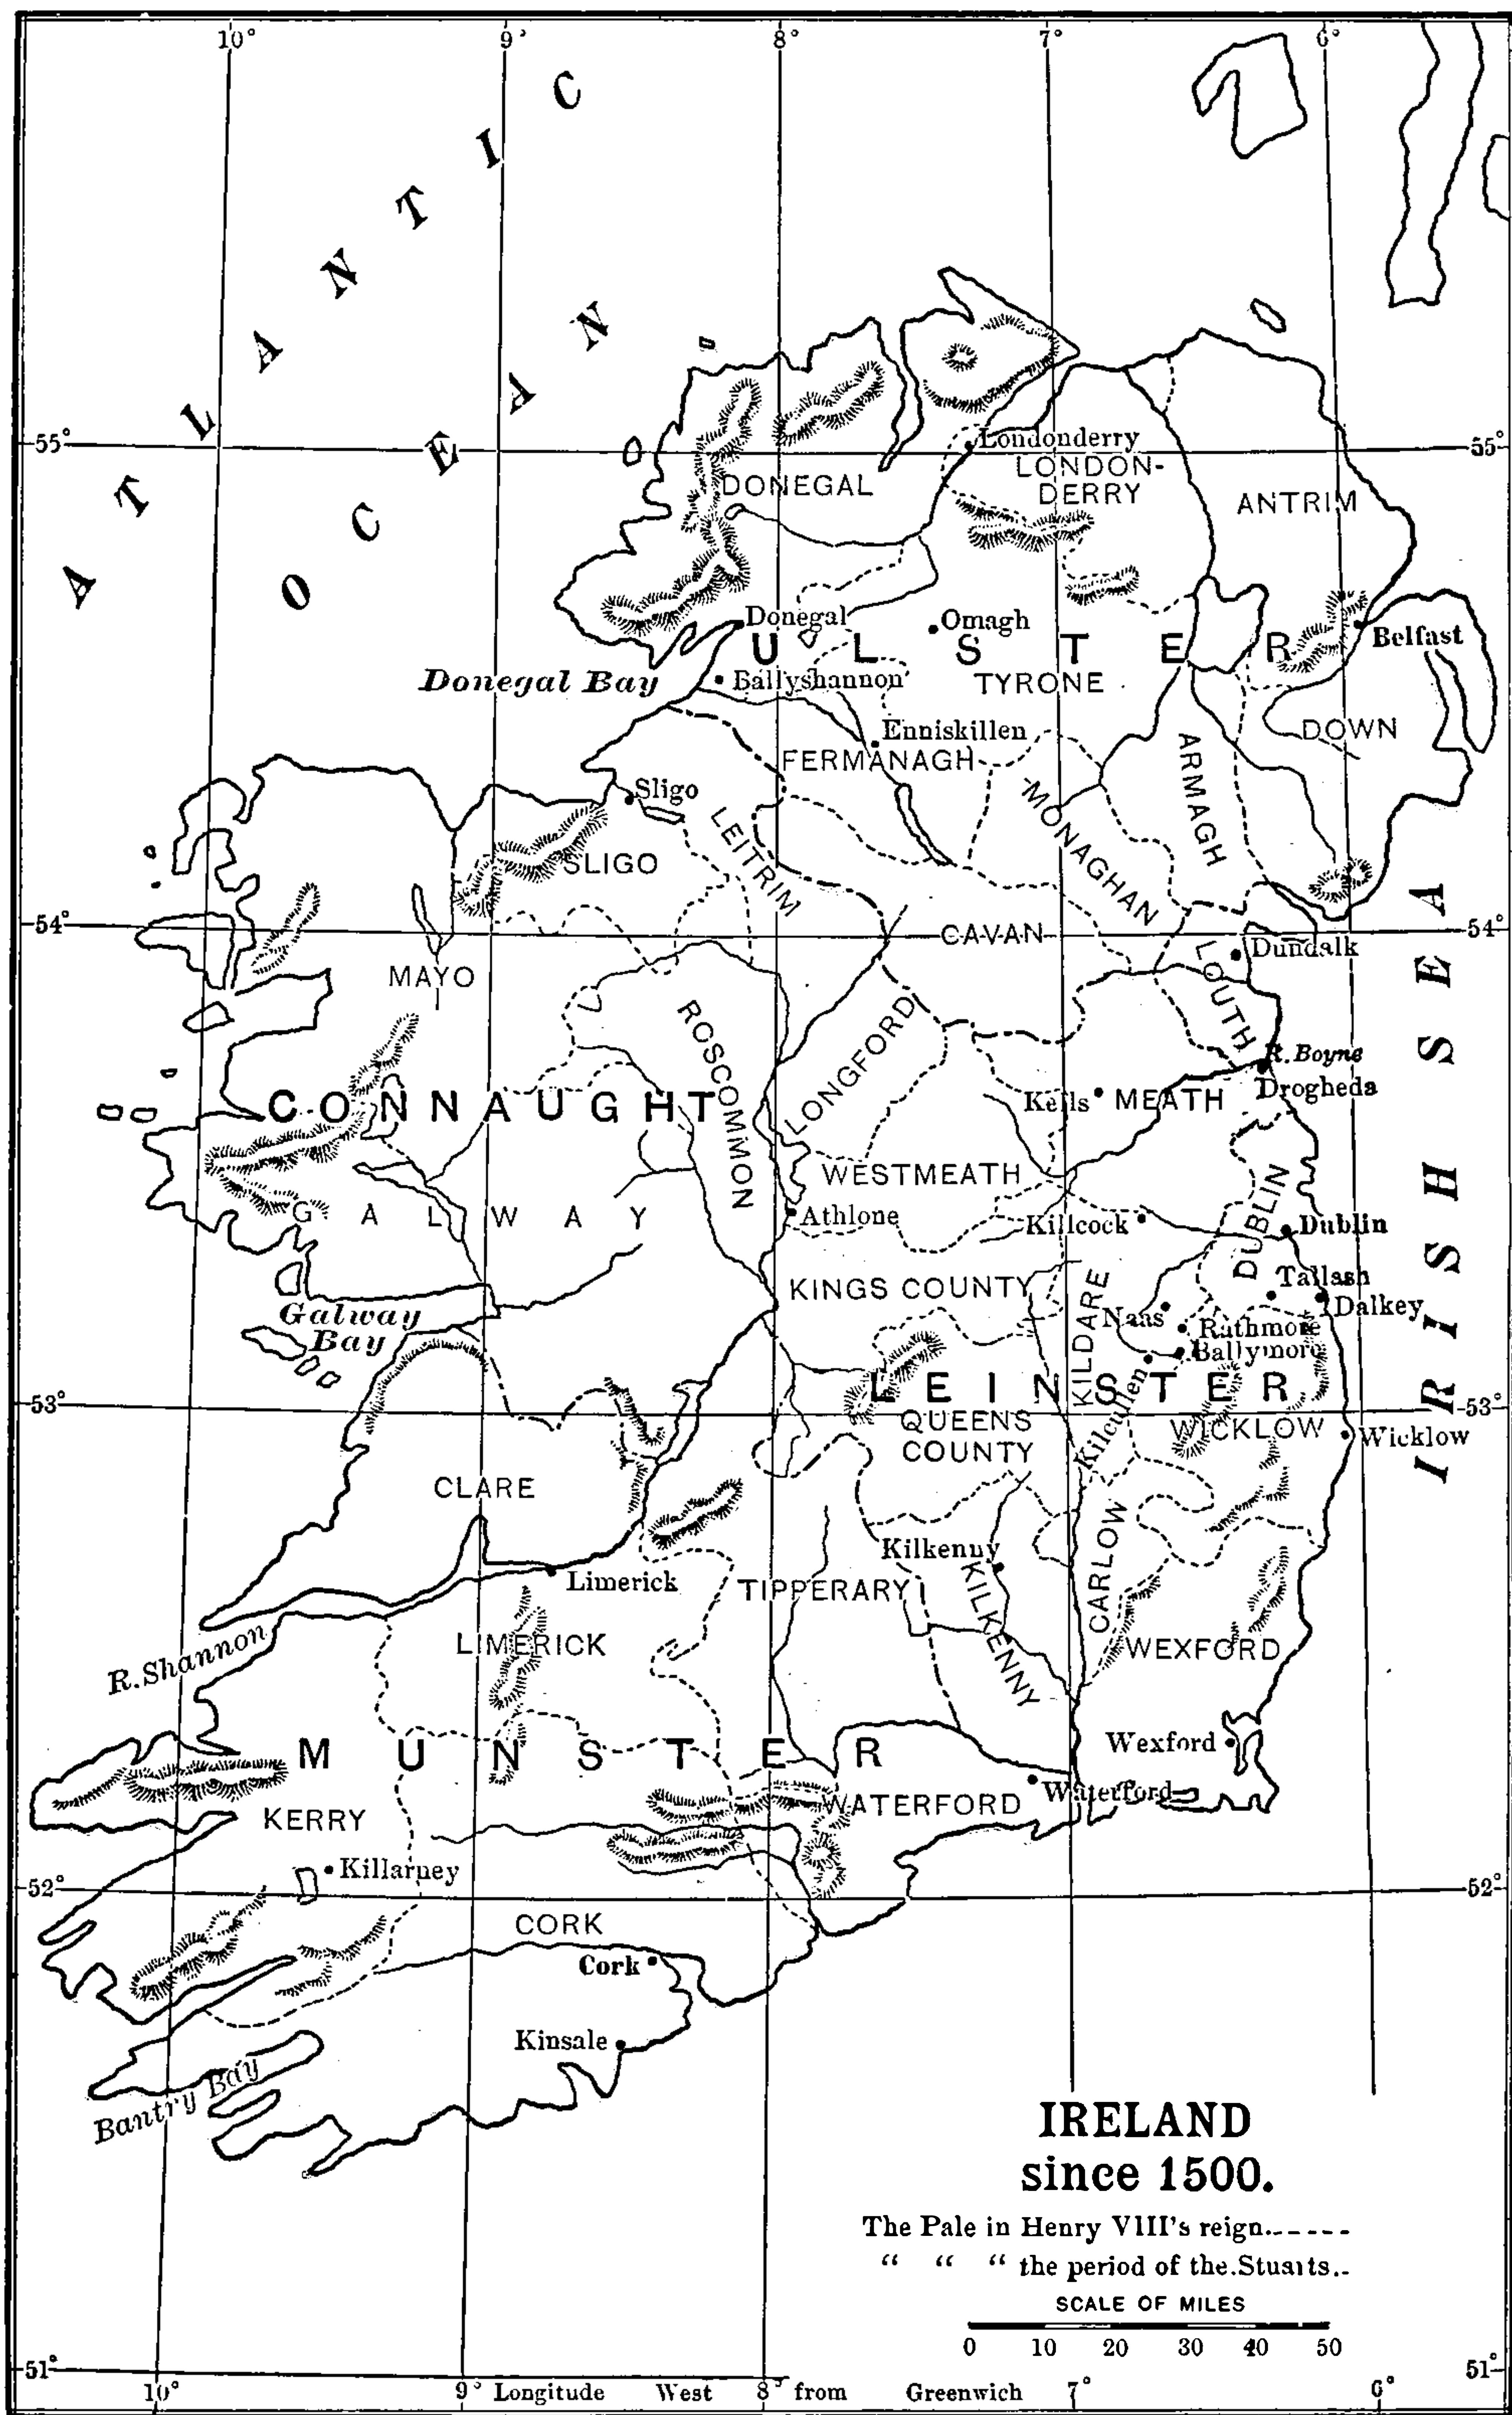 10° 9° 8° 7° 6°
ATLANTIC
OCEAN
55° 55°
Londonderry
LONDON-
DERRY
DONEGAL
ANTRIM
Donegal
Omagh
Belfast
ULSTER
Donegal Bay
Ballyshannon
TYRONE
Enniskillen
DOWN
FERMANAGH
ARMAGH
Sligo
MONAGHAN
LEITRIM
SLIGO
54° 54°
CAVAN
Dundalk
MAYO
LOUTH
ROSCOMMON
LONGFORD
R. Boyne
Drogheda
Kells
MEATH
CONNAUGHT
WESTMEATH
GALWAY
Athlone
Killcock
DUBLIN
Dublin
IRISH SEA
KINGS COUNTY
Tallash
Dalkey
KILDARE
Naas
Galway
Bay
Rathmore
Ballymore
LEINSTER
53° 53°
QUEENS
COUNTY
Kilcullen
WICKLOW
Wicklow
CLARE
CARLOW
Kilkenny
Limerick
TIPPERARY
KILKENNY
LIMERICK
WEXFORD
R. Shannon
Wexford
MUNSTER
Waterford
WATERFORD
KERRY
Killarney
52° 52°
CORK
Cork
Kinsale
Bantry Bay
IRELAND
since 1500.
The Pale in Henry VIII's reign..-----
“ “ “ the period of the.Stuarts..-
SCALE OF MILES
0 10 20 30 40 50
51° 51°
10° 9° Longitude West 8° from Greenwich 7° 6°